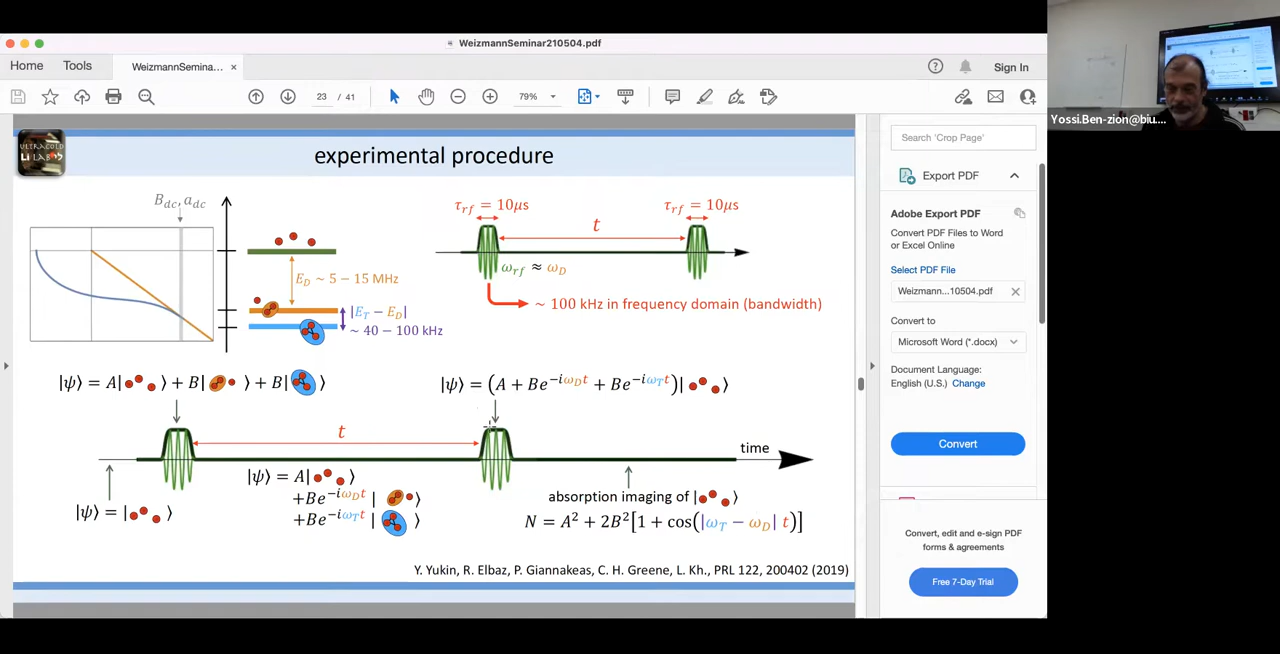 WeizmannSeminar210504.pdf
Home Tools WeizmannSemina... × Sign In
23 / 41 79%
ULTRACOLD
Li LAB
experimental procedure
B_dc, a_dc
τ_rf = 10μs τ_rf = 10μs
t
E_D ~ 5 − 15 MHz
ω_rf ≈ ω_D
|E_T − E_D|
~ 40 − 100 kHz
~ 100 kHz in frequency domain (bandwidth)
|ψ⟩ = A| ⟩ + B| ⟩ + B| ⟩
|ψ⟩ = (A + Be^{−iω_D t} + Be^{−iω_T t})| ⟩
t
time
|ψ⟩ = | ⟩
|ψ⟩ = A| ⟩
+Be^{−iω_D t} | ⟩
+Be^{−iω_T t} | ⟩
absorption imaging of | ⟩
N = A² + 2B²[1 + cos(|ω_T − ω_D| t)]
Y. Yukin, R. Elbaz, P. Giannakeas, C. H. Greene, L. Kh., PRL 122, 200402 (2019)
Search 'Crop Page'
Export PDF
Adobe Export PDF
Convert PDF Files to Word
or Excel Online
Select PDF File
Weizmann...10504.pdf ×
Convert to
Microsoft Word (*.docx)
Document Language:
English (U.S.) Change
Convert
Convert, edit and e-sign PDF
forms & agreements
Free 7-Day Trial
Yossi.Ben-zion@biu....